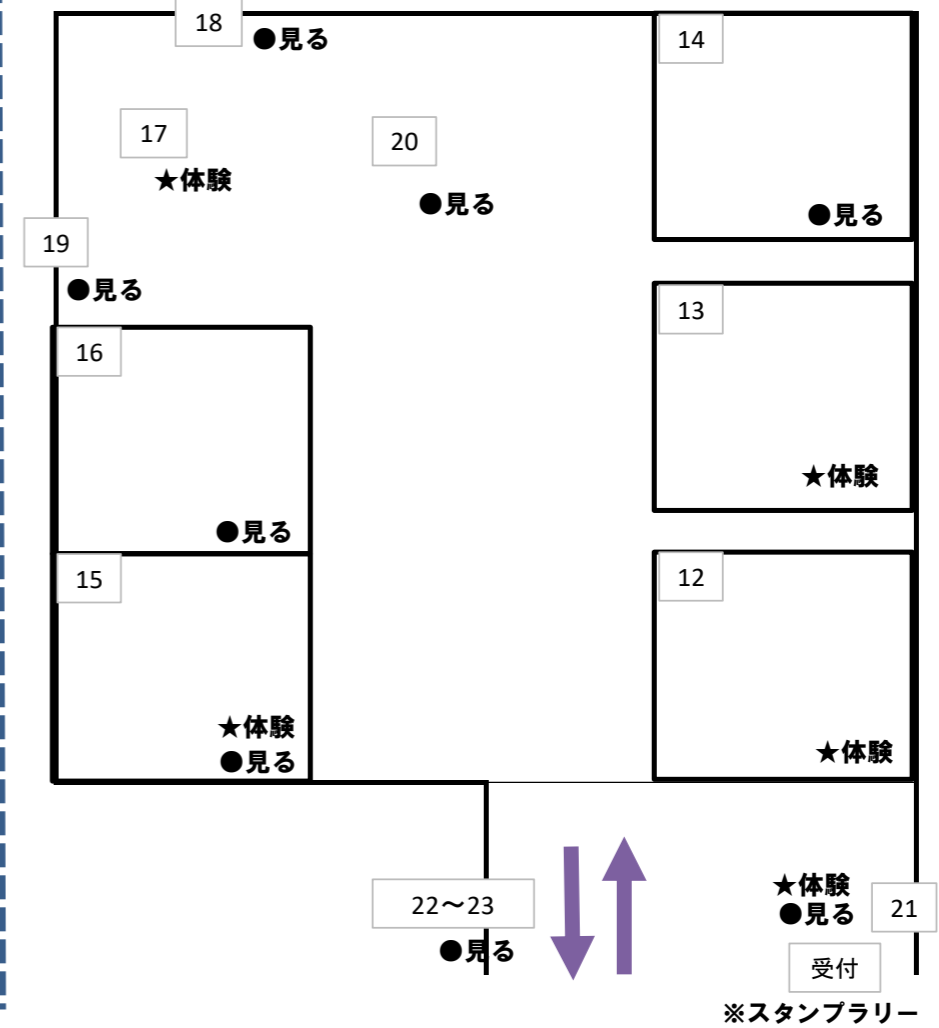 18
●見る
14
17
★体験
20
●見る
●見る
19
●見る
13
16
★体験
●見る
15
12
★体験
●見る
★体験
22～23
●見る
★体験
●見る
21
受付
※スタンプラリー